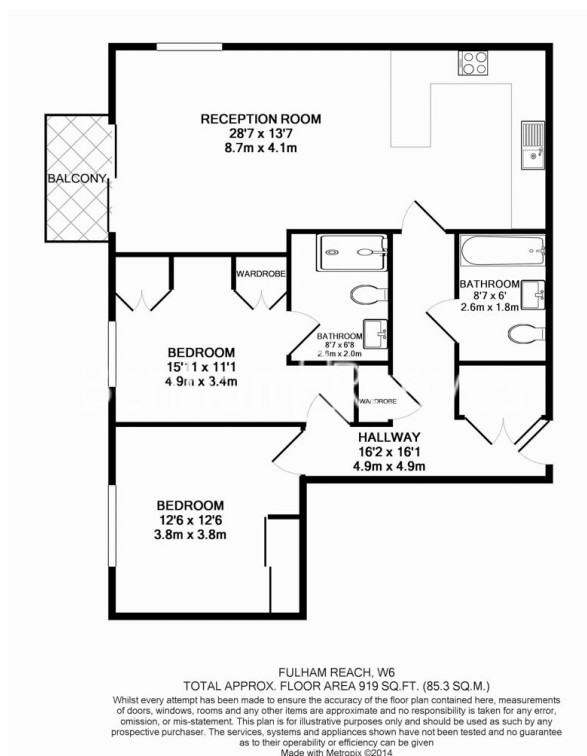 RECEPTION ROOM
28'7 x 13'7
8.7m x 4.1m
BALCONY
WARDROBE
BATHROOM
8'7 x 6'
2.6m x 1.8m
BATHROOM
8'7 x 6'8
2.6m x 2.0m
BEDROOM
15'11 x 11'1
4.9m x 3.4m
WARDROBE
HALLWAY
16'2 x 16'1
4.9m x 4.9m
BEDROOM
12'6 x 12'6
3.8m x 3.8m
FULHAM REACH, W6
TOTAL APPROX. FLOOR AREA 919 SQ.FT. (85.3 SQ.M.)
Whilst every attempt has been made to ensure the accuracy of the floor plan contained here, measurements
of doors, windows, rooms and any other items are approximate and no responsibility is taken for any error,
omission, or mis-statement. This plan is for illustrative purposes only and should be used as such by any
prospective purchaser. The services, systems and appliances shown have not been tested and no guarantee
as to their operability or efficiency can be given
Made with Metropix ©2014